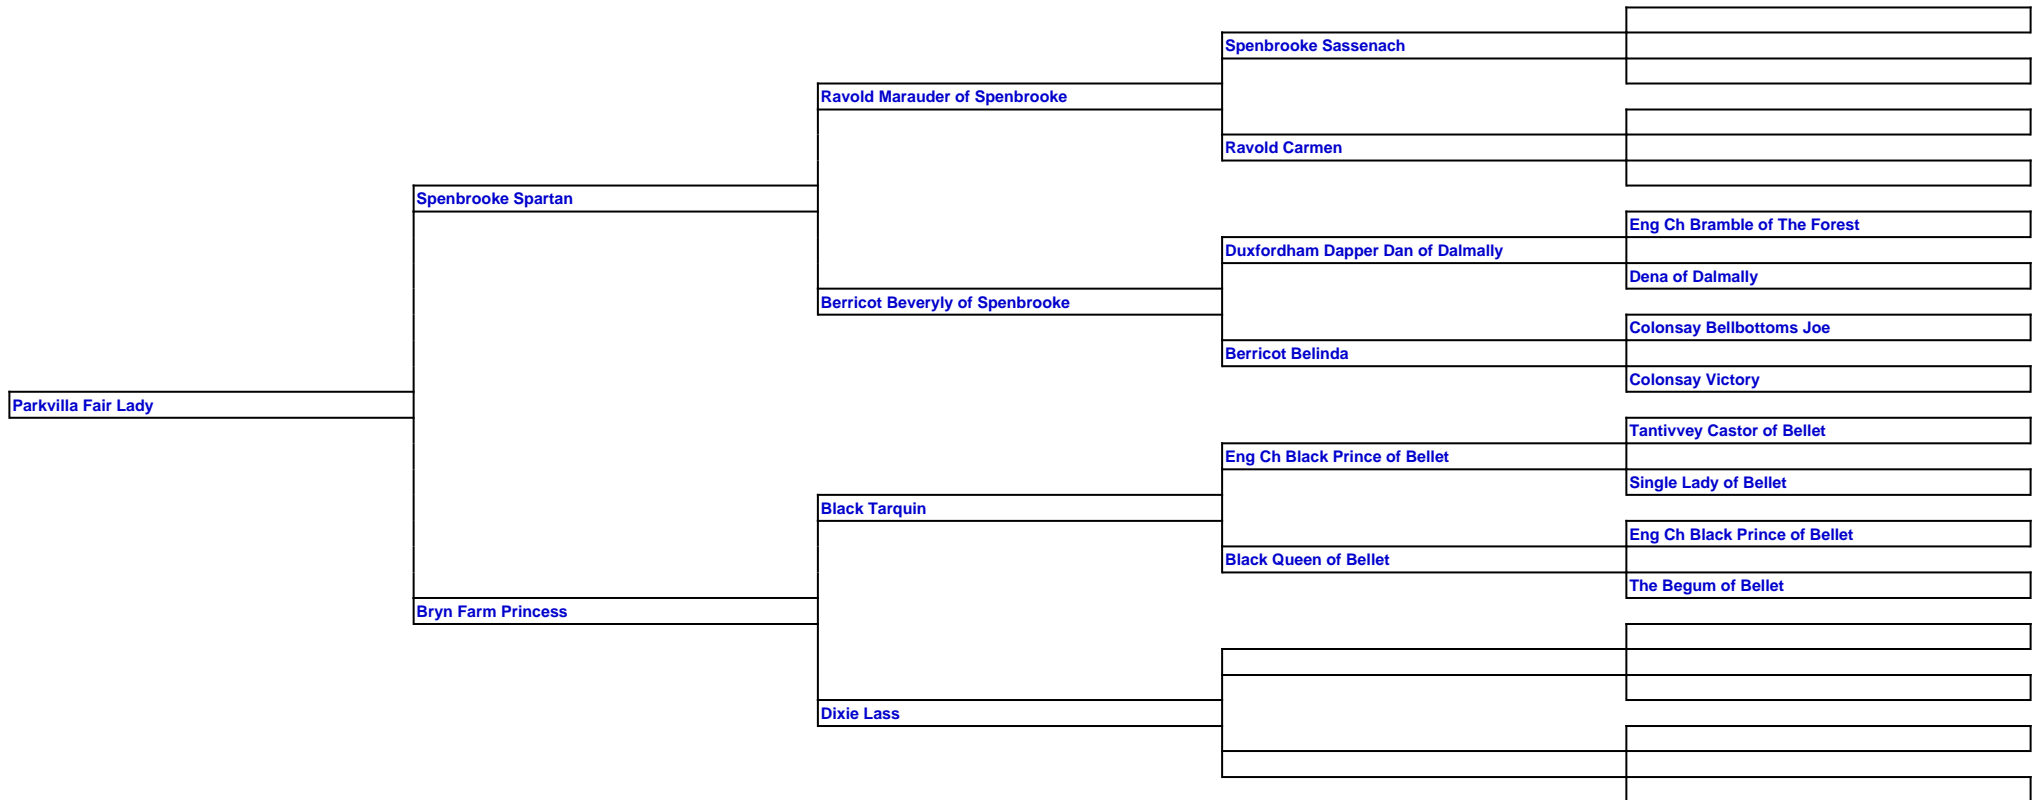 Spenbrooke Sassenach
Ravold Marauder of Spenbrooke
Ravold Carmen
Spenbrooke Spartan
Eng Ch Bramble of The Forest
Duxfordham Dapper Dan of Dalmally
Dena of Dalmally
Berricot Beveryly of Spenbrooke
Colonsay Bellbottoms Joe
Berricot Belinda
Colonsay Victory
Parkvilla Fair Lady
Tantivvey Castor of Bellet
Eng Ch Black Prince of Bellet
Single Lady of Bellet
Black Tarquin
Eng Ch Black Prince of Bellet
Black Queen of Bellet
The Begum of Bellet
Bryn Farm Princess
Dixie Lass